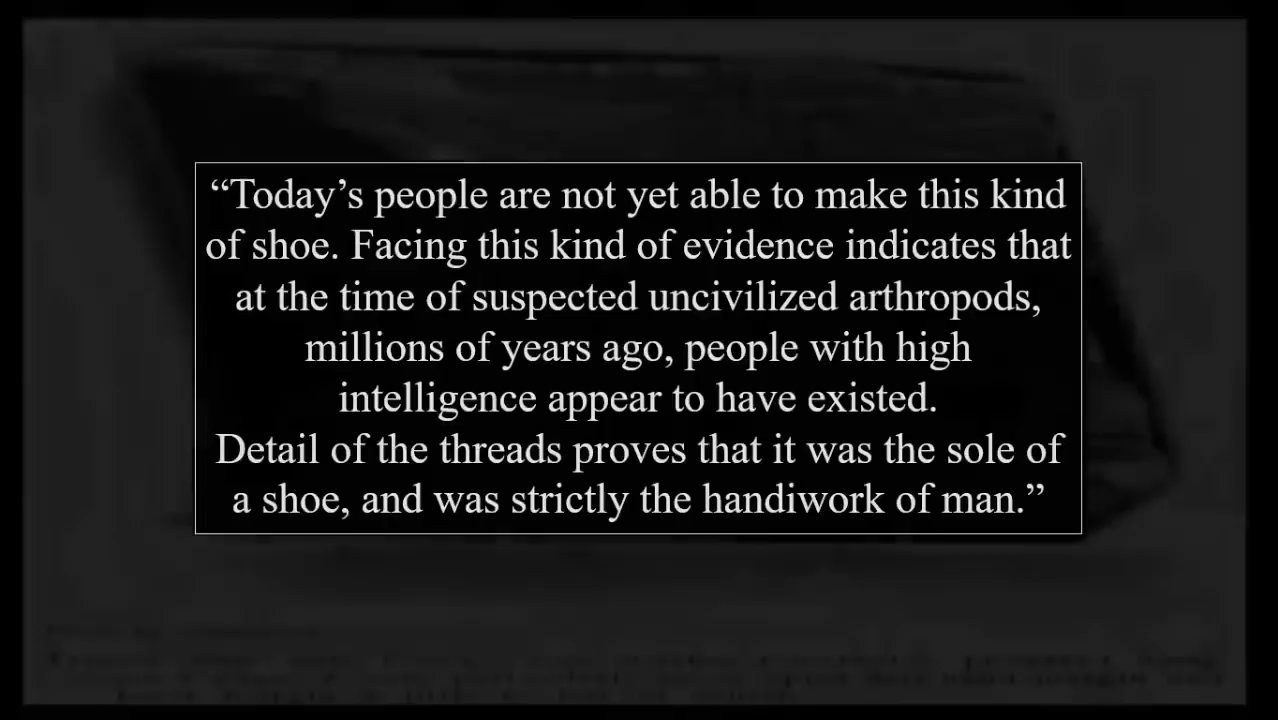 “Today’s people are not yet able to make this kind
of shoe. Facing this kind of evidence indicates that
at the time of suspected uncivilized arthropods,
millions of years ago, people with high
intelligence appear to have existed.
Detail of the threads proves that it was the sole of
a shoe, and was strictly the handiwork of man.”